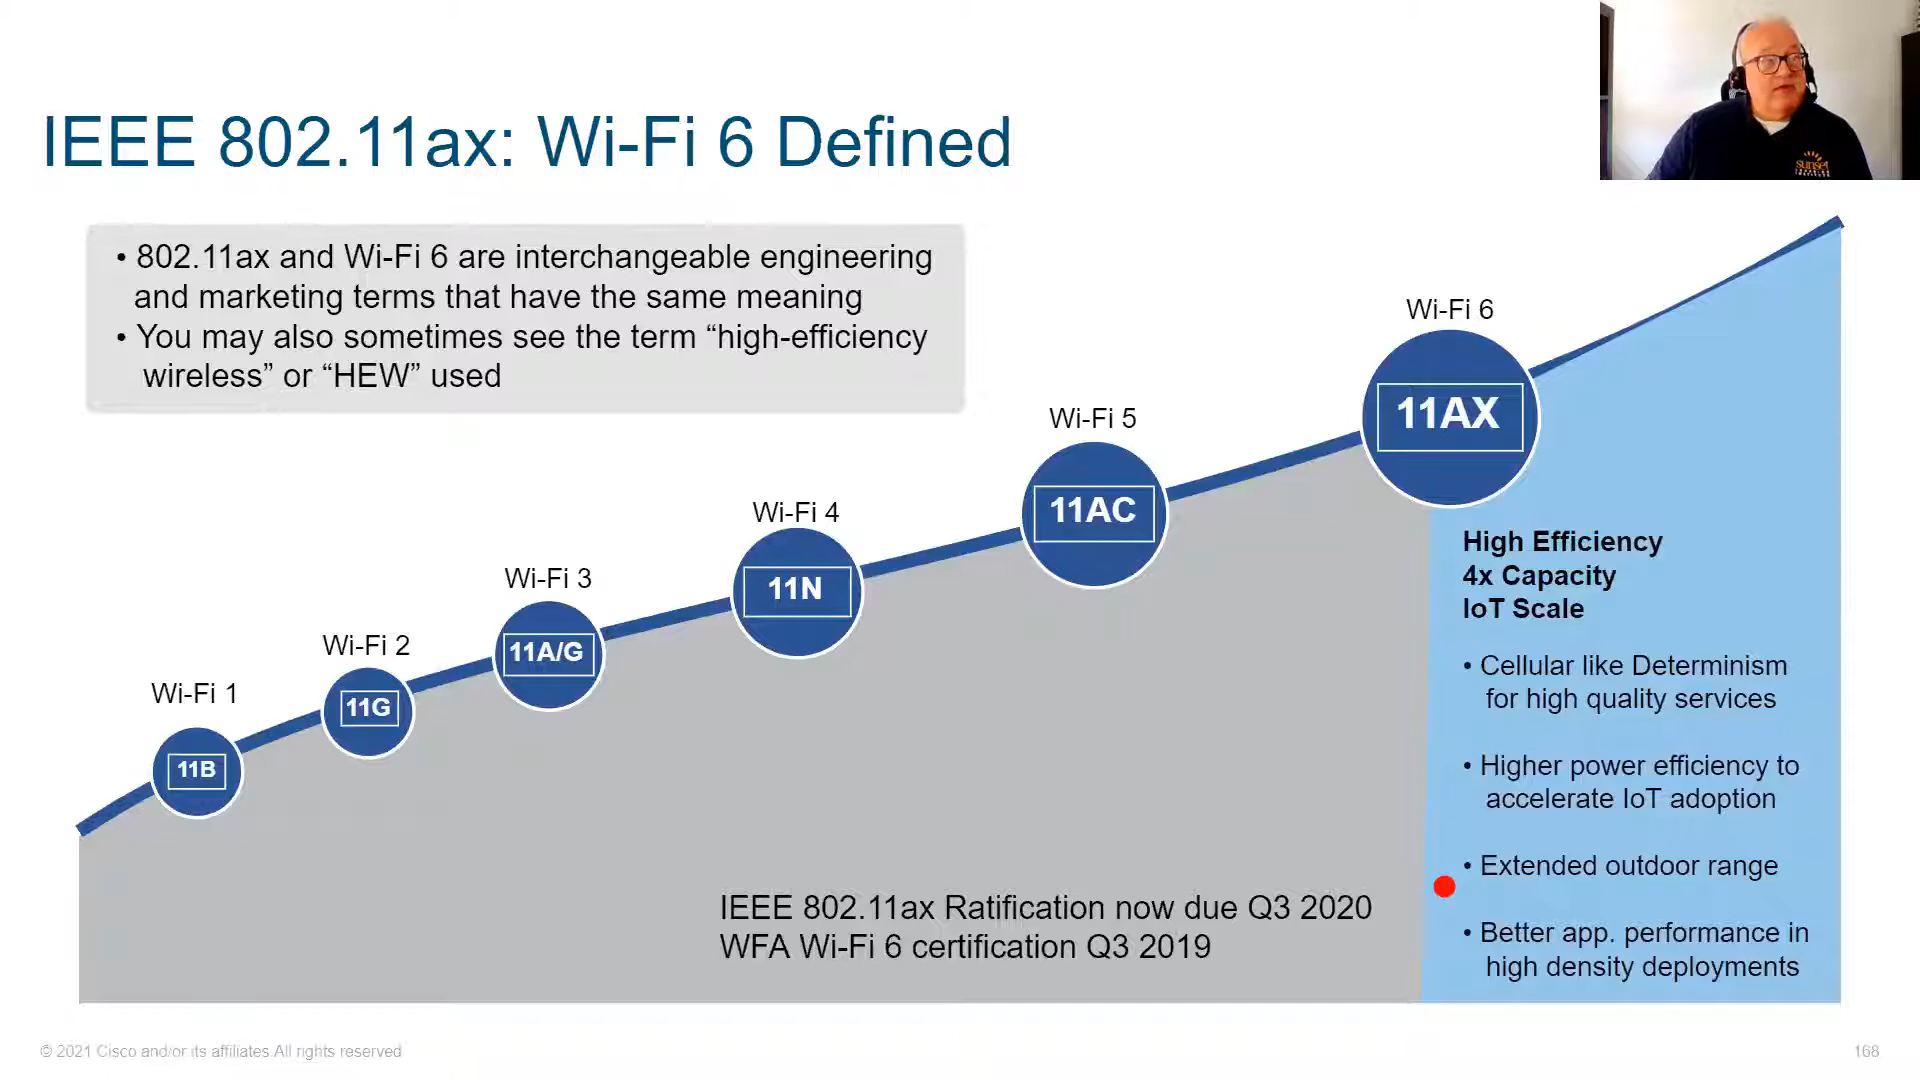 IEEE 802.11ax: Wi-Fi 6 Defined
• 802.11ax and Wi-Fi 6 are interchangeable engineering
and marketing terms that have the same meaning
• You may also sometimes see the term “high-efficiency
wireless” or “HEW” used
Wi-Fi 1
11B
Wi-Fi 2
11G
Wi-Fi 3
11A/G
Wi-Fi 4
11N
Wi-Fi 5
11AC
Wi-Fi 6
11AX
High Efficiency
4x Capacity
IoT Scale
• Cellular like Determinism
for high quality services
• Higher power efficiency to
accelerate IoT adoption
• Extended outdoor range
• Better app. performance in
high density deployments
IEEE 802.11ax Ratification now due Q3 2020
WFA Wi-Fi 6 certification Q3 2019
sunset
© 2021 Cisco and/or its affiliates All rights reserved
168